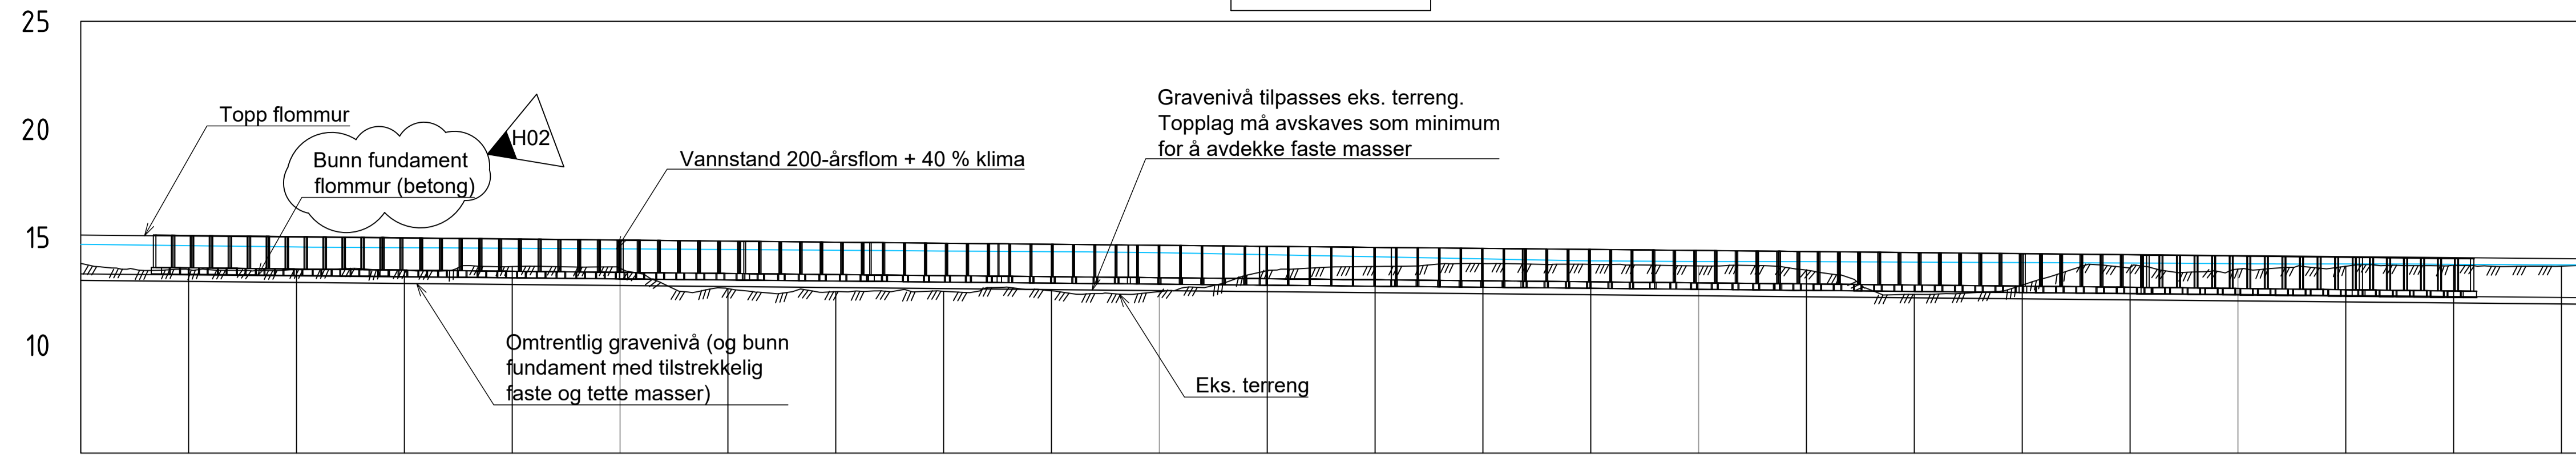 25
20
15
10
Topp flommur
Bunn fundament
flommur (betong)
H02
Vannstand 200-årsflom + 40 % klima
Gravenivå tilpasses eks. terreng.
Topplag må avskaves som minimum
for å avdekke faste masser
Omtrentlig gravenivå (og bunn
fundament med tilstrekkelig
faste og tette masser)
Eks. terreng